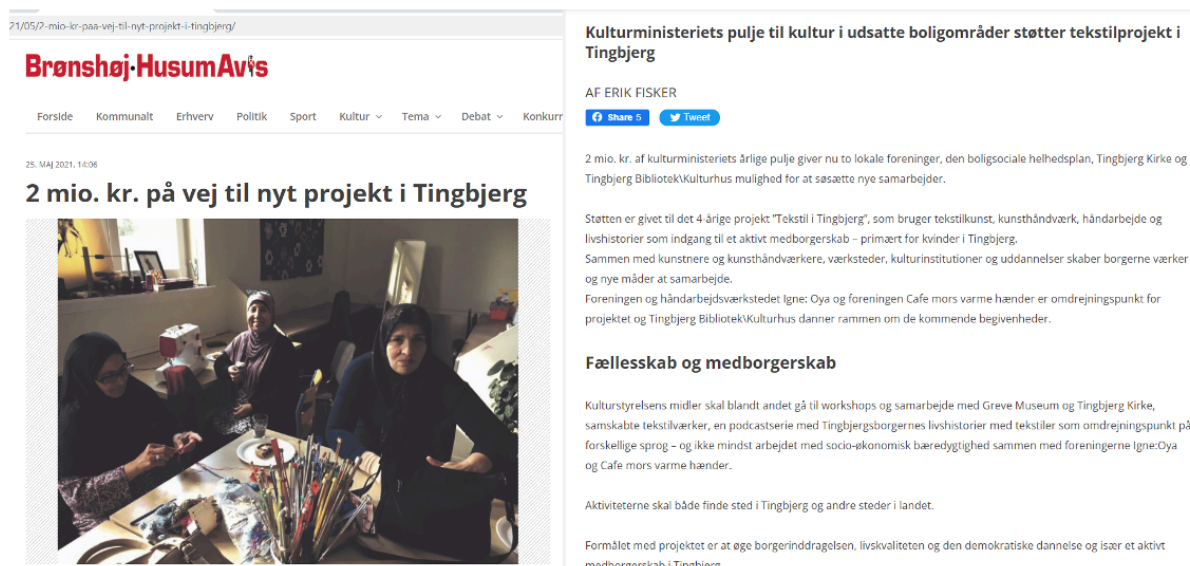 21/05/2-mio-kr-paa-vej-til-nyt-projekt-i-tingbjerg/
Brønshøj·HusumAvis
Forside Kommunalt Erhverv Politik Sport Kultur Tema Debat Konkurr
25. MAJ 2021, 14:06
2 mio. kr. på vej til nyt projekt i Tingbjerg
Kulturministeriets pulje til kultur i udsatte boligområder støtter tekstilprojekt i
Tingbjerg
AF ERIK FISKER
Share 5 Tweet
2 mio. kr. af kulturministeriets årlige pulje giver nu to lokale foreninger, den boligsociale helhedsplan, Tingbjerg Kirke og
Tingbjerg Bibliotek\Kulturhus mulighed for at søsætte nye samarbejder.
Støtten er givet til det 4-årige projekt ”Tekstil i Tingbjerg”, som bruger tekstilkunst, kunsthåndværk, håndarbejde og
livshistorier som indgang til et aktivt medborgerskab – primært for kvinder i Tingbjerg.
Sammen med kunstnere og kunsthåndværkere, værksteder, kulturinstitutioner og uddannelser skaber borgerne værker
og nye måder at samarbejde.
Foreningen og håndarbejdsværkstedet Igne: Oya og foreningen Cafe mors varme hænder er omdrejningspunkt for
projektet og Tingbjerg Bibliotek\Kulturhus danner rammen om de kommende begivenheder.
Fællesskab og medborgerskab
Kulturstyrelsens midler skal blandt andet gå til workshops og samarbejde med Greve Museum og Tingbjerg Kirke,
samskabte tekstilværker, en podcastserie med Tingbjergsborgernes livshistorier med tekstiler som omdrejningspunkt på
forskellige sprog – og ikke mindst arbejdet med socio-økonomisk bæredygtighed sammen med foreningerne Igne:Oya
og Cafe mors varme hænder.
Aktiviteterne skal både finde sted i Tingbjerg og andre steder i landet.
Formålet med projektet er at øge borgerinddragelsen, livskvaliteten og den demokratiske dannelse og især et aktivt
medborgerskab i Tingbjerg